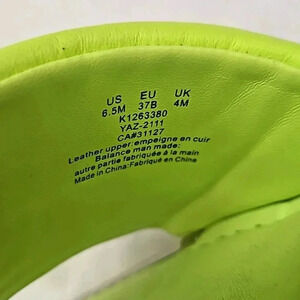 US EU UK
6.5M 37B 4M
K1263380
YAZ-2111
CA#31127
Leather upper:empeigne en cuir
Balance man made:
autre partie fabriquée à la main
Made in China:Fabriqué en China